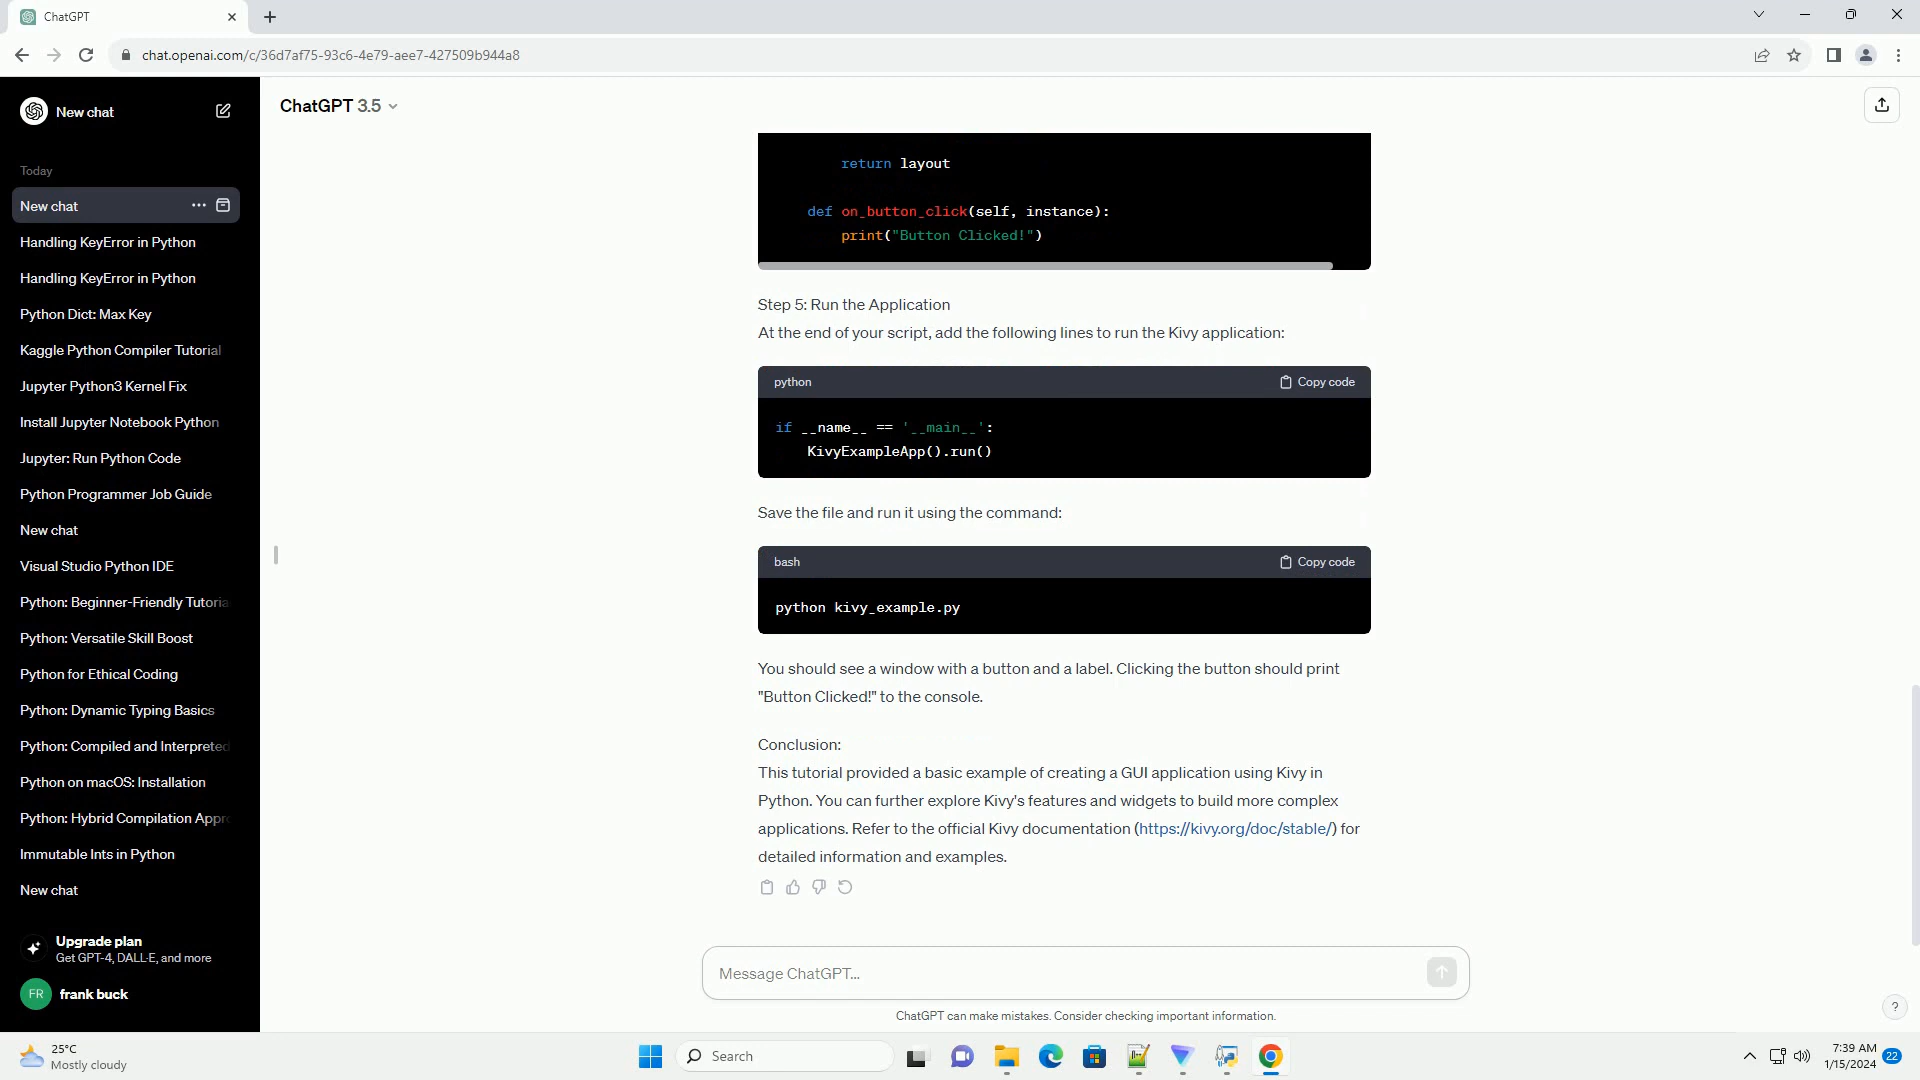 ChatGPT
chat.openai.com/c/36d7af75-93c6-4e79-aee7-427509b944a8
New chat
ChatGPT 3.5
Today
New chat
Handling KeyError in Python
Handling KeyError in Python
Python Dict: Max Key
Kaggle Python Compiler Tutorial
Jupyter Python3 Kernel Fix
Install Jupyter Notebook Python
Jupyter: Run Python Code
Python Programmer Job Guide
New chat
Visual Studio Python IDE
Python: Beginner-Friendly Tutoria
Python: Versatile Skill Boost
Python for Ethical Coding
Python: Dynamic Typing Basics
Python: Compiled and Interpreted
Python on macOS: Installation
Python: Hybrid Compilation Appro
Immutable Ints in Python
New chat
Upgrade plan
Get GPT-4, DALL·E, and more
FR frank buck
return layout
def on_button_click(self, instance):
print("Button Clicked!")
Step 5: Run the Application
At the end of your script, add the following lines to run the Kivy application:
python Copy code
if __name__ == '__main__':
KivyExampleApp().run()
Save the file and run it using the command:
bash Copy code
python kivy_example.py
You should see a window with a button and a label. Clicking the button should print
"Button Clicked!" to the console.
Conclusion:
This tutorial provided a basic example of creating a GUI application using Kivy in
Python. You can further explore Kivy's features and widgets to build more complex
applications. Refer to the official Kivy documentation (https://kivy.org/doc/stable/) for
detailed information and examples.
Message ChatGPT...
ChatGPT can make mistakes. Consider checking important information.
?
25°C
Mostly cloudy
Search
7:39 AM
1/15/2024
22